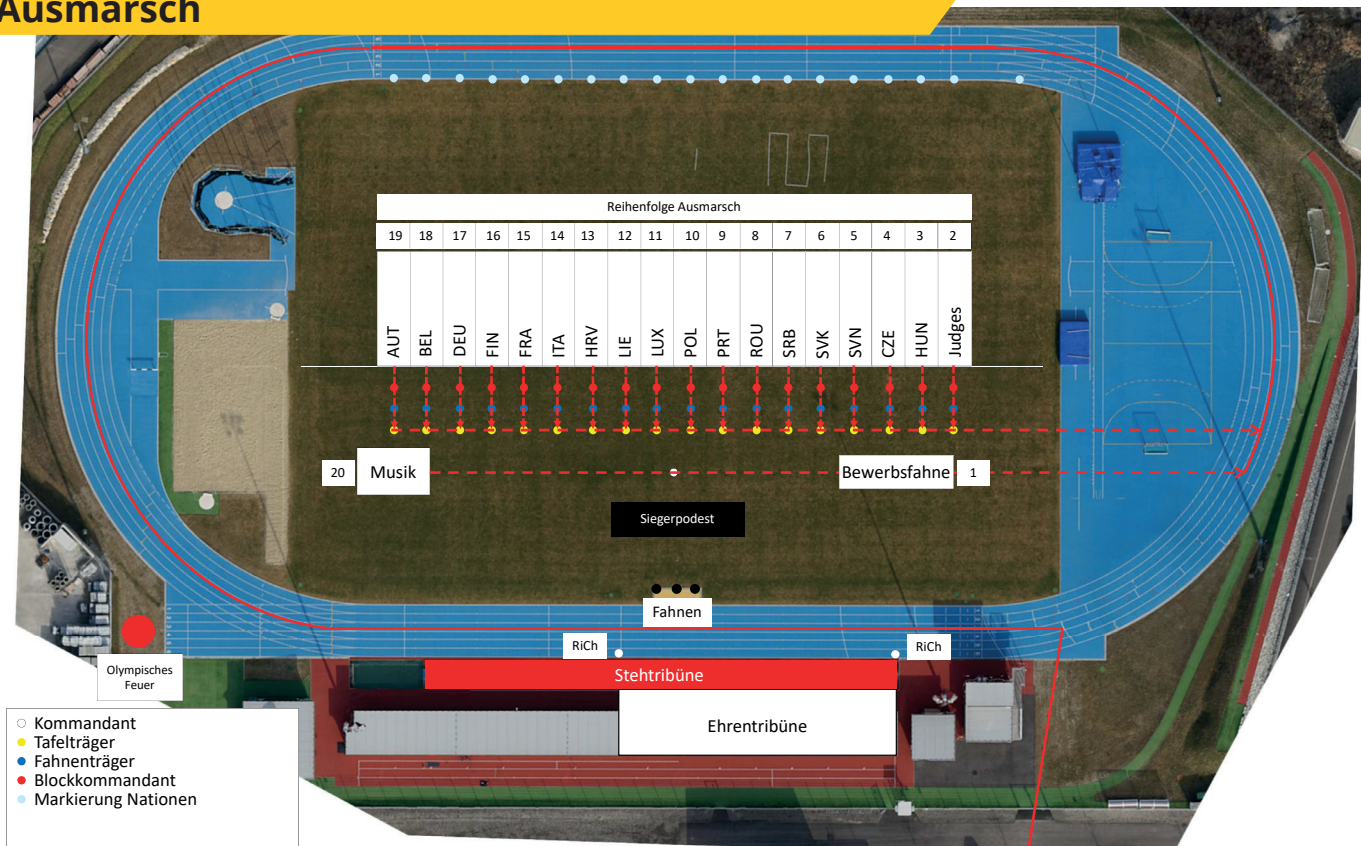 Ausmarsch
Reihenfolge Ausmarsch
19 18 17 16 15 14 13 12 11 10 9 8 7 6 5 4 3 2
AUT BEL DEU FIN FRA ITA HRV LIE LUX POL PRT ROU SRB SVK SVN CZE HUN Judges
20 Musik Bewerbsfahne 1
Siegerpodest
Fahnen
RiCh RiCh
Olympisches
Feuer
Stehtribüne
Ehrentribüne
Kommandant
Tafelträger
Fahnenträger
Blockkommandant
Markierung Nationen